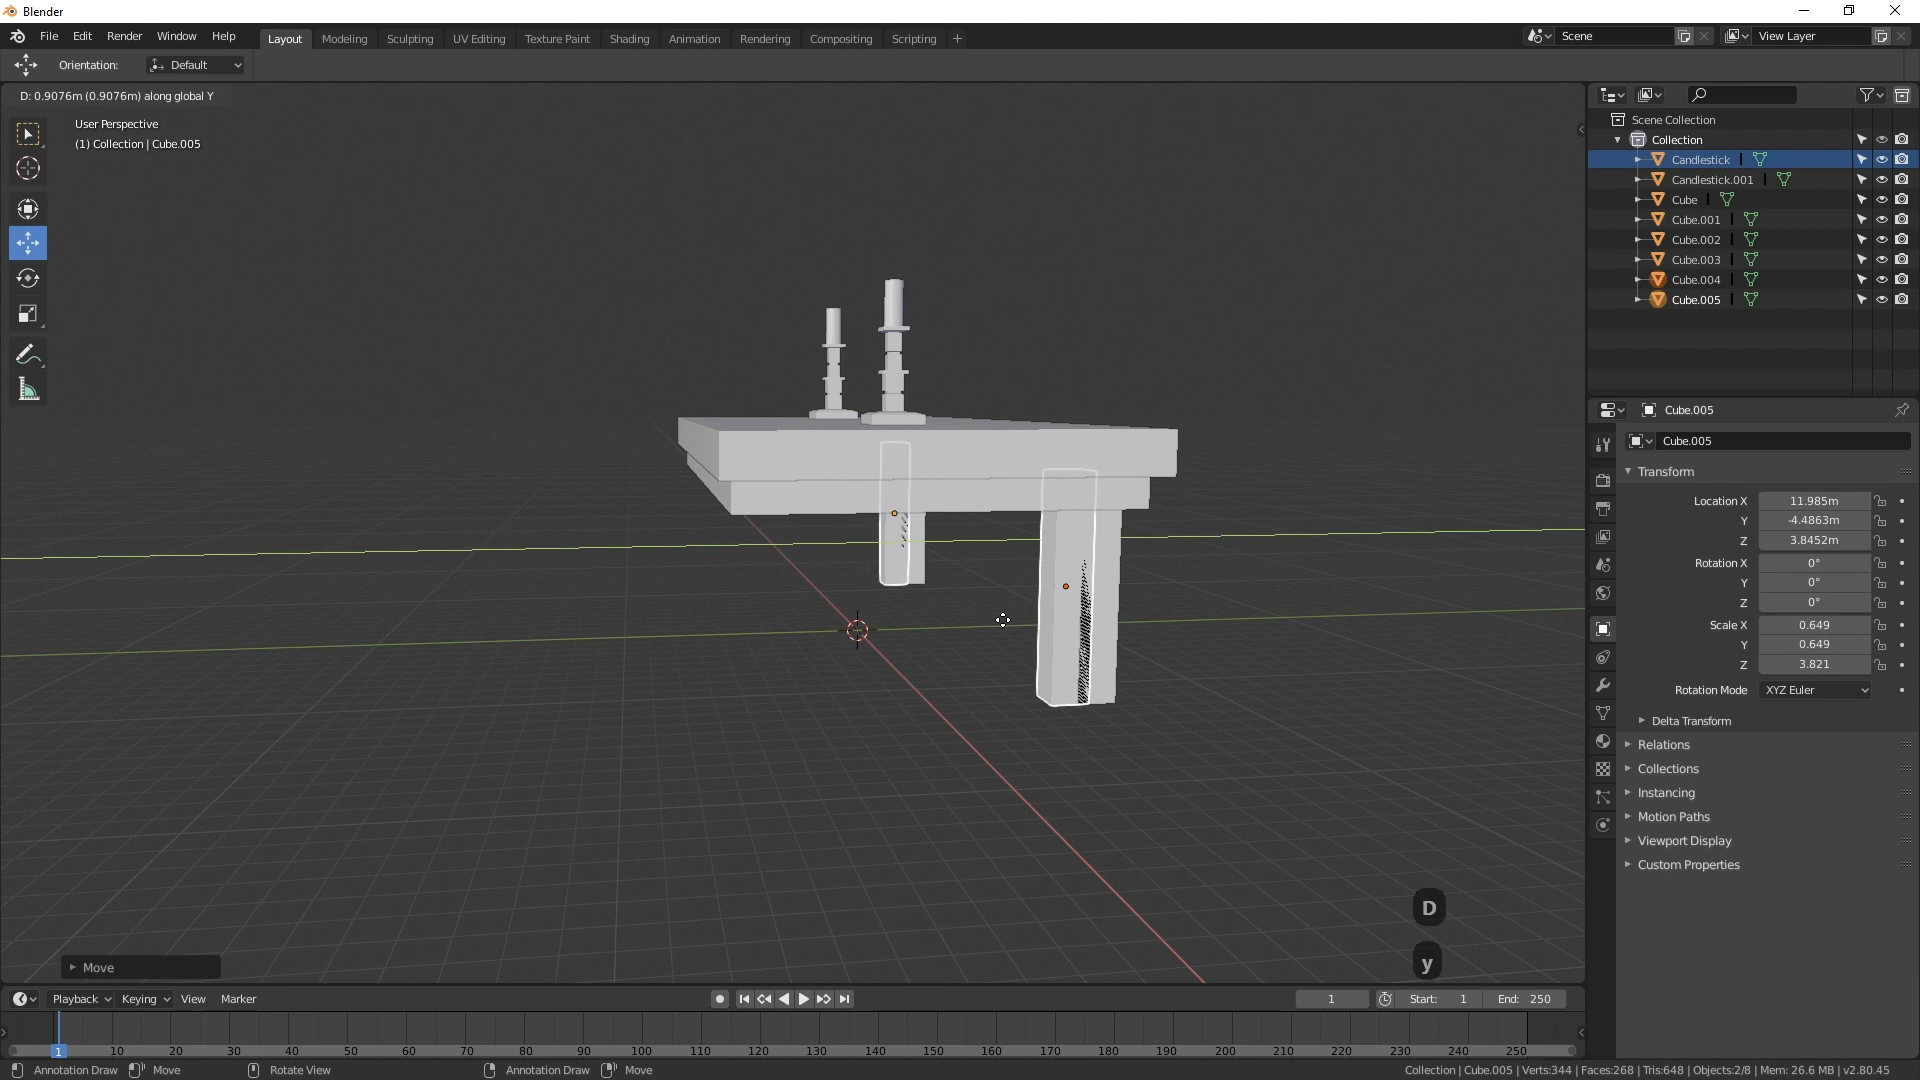 Blender
File Edit Render Window Help
Layout Modeling Sculpting UV Editing Texture Paint Shading Animation Rendering Compositing Scripting +
Scene
View Layer
Orientation: Default
D: 0.9076m (0.9076m) along global Y
User Perspective
(1) Collection | Cube.005
D
y
Move
Scene Collection
Collection
Candlestick
Candlestick.001
Cube
Cube.001
Cube.002
Cube.003
Cube.004
Cube.005
Cube.005
Cube.005
Transform
Location X 11.985m
Y -4.4863m
Z 3.8452m
Rotation X 0°
Y 0°
Z 0°
Scale X 0.649
Y 0.649
Z 3.821
Rotation Mode XYZ Euler
Delta Transform
Relations
Collections
Instancing
Motion Paths
Viewport Display
Custom Properties
Playback Keying View Marker
1 Start: 1 End: 250
1 10 20 30 40 50 60 70 80 90 100 110 120 130 140 150 160 170 180 190 200 210 220 230 240 250
Annotation Draw Move Rotate View Annotation Draw Move
Collection | Cube.005 | Verts:344 | Faces:268 | Tris:648 | Objects:2/8 | Mem: 26.6 MB | v2.80.45